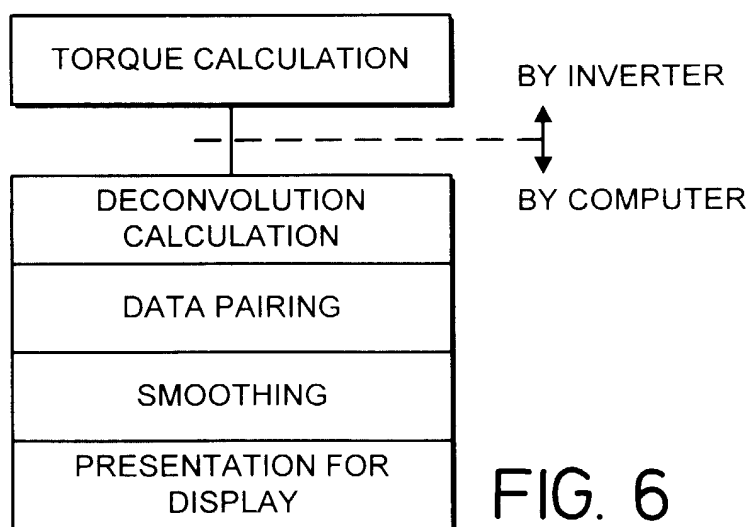 TORQUE CALCULATION
BY INVERTER
BY COMPUTER
DECONVOLUTION
CALCULATION
DATA PAIRING
SMOOTHING
PRESENTATION FOR
DISPLAY
FIG. 6